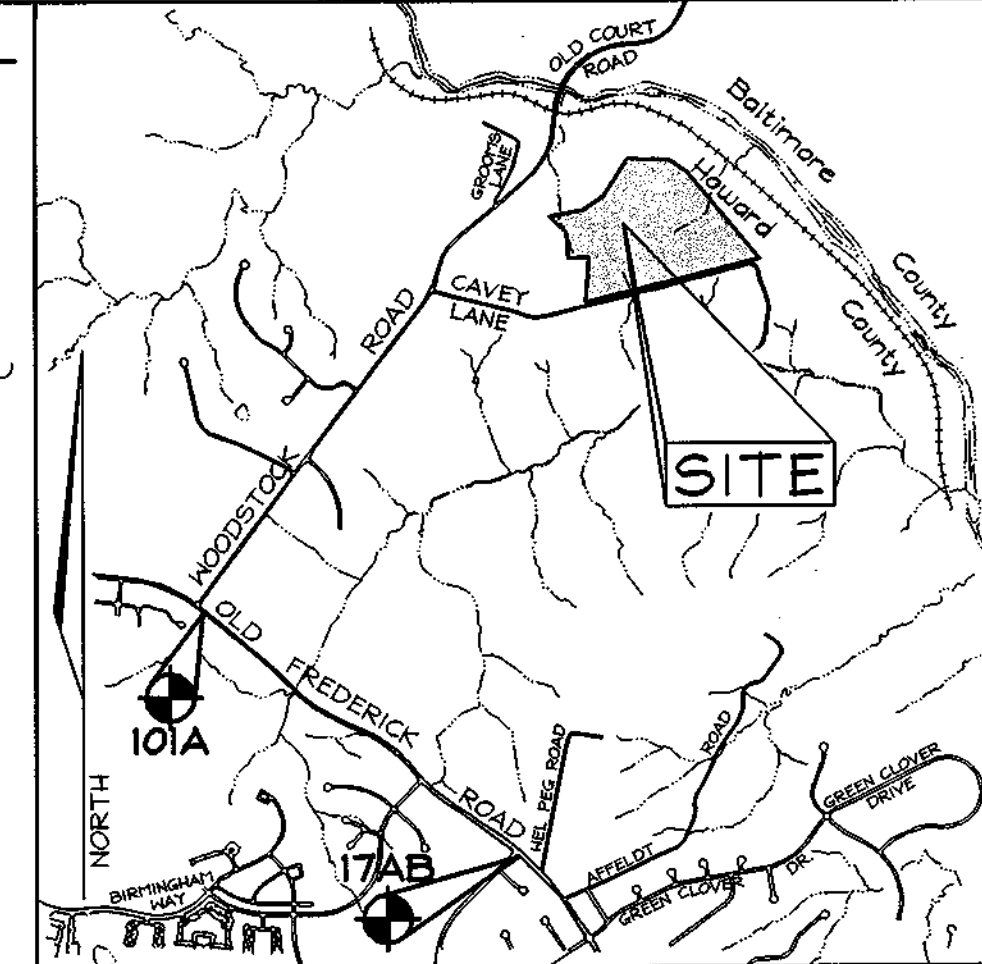 OLD COURT
ROAD
Baltimore
GROOMS
LANE
Howard
County
County
CAVEY
LANE
ROAD
WOODSTOCK
SITE
OLD
FREDERICK
ROAD
101A
NORTH
HEL PEG ROAD
ROAD
GREEN CLOVER
DRIVE
17AB
AFFELDT
GREEN CLOVER
DR.
BIRMINGHAM
WAY